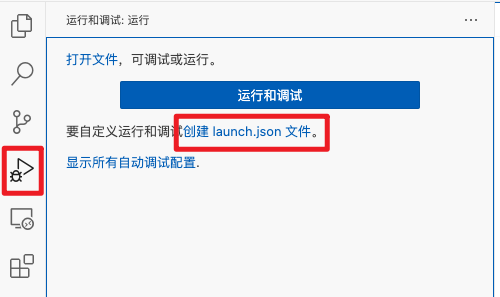 运行和调试: 运行
打开文件，可调试或运行。
运行和调试
要自定义运行和调试创建 launch.json 文件。
显示所有自动调试配置.